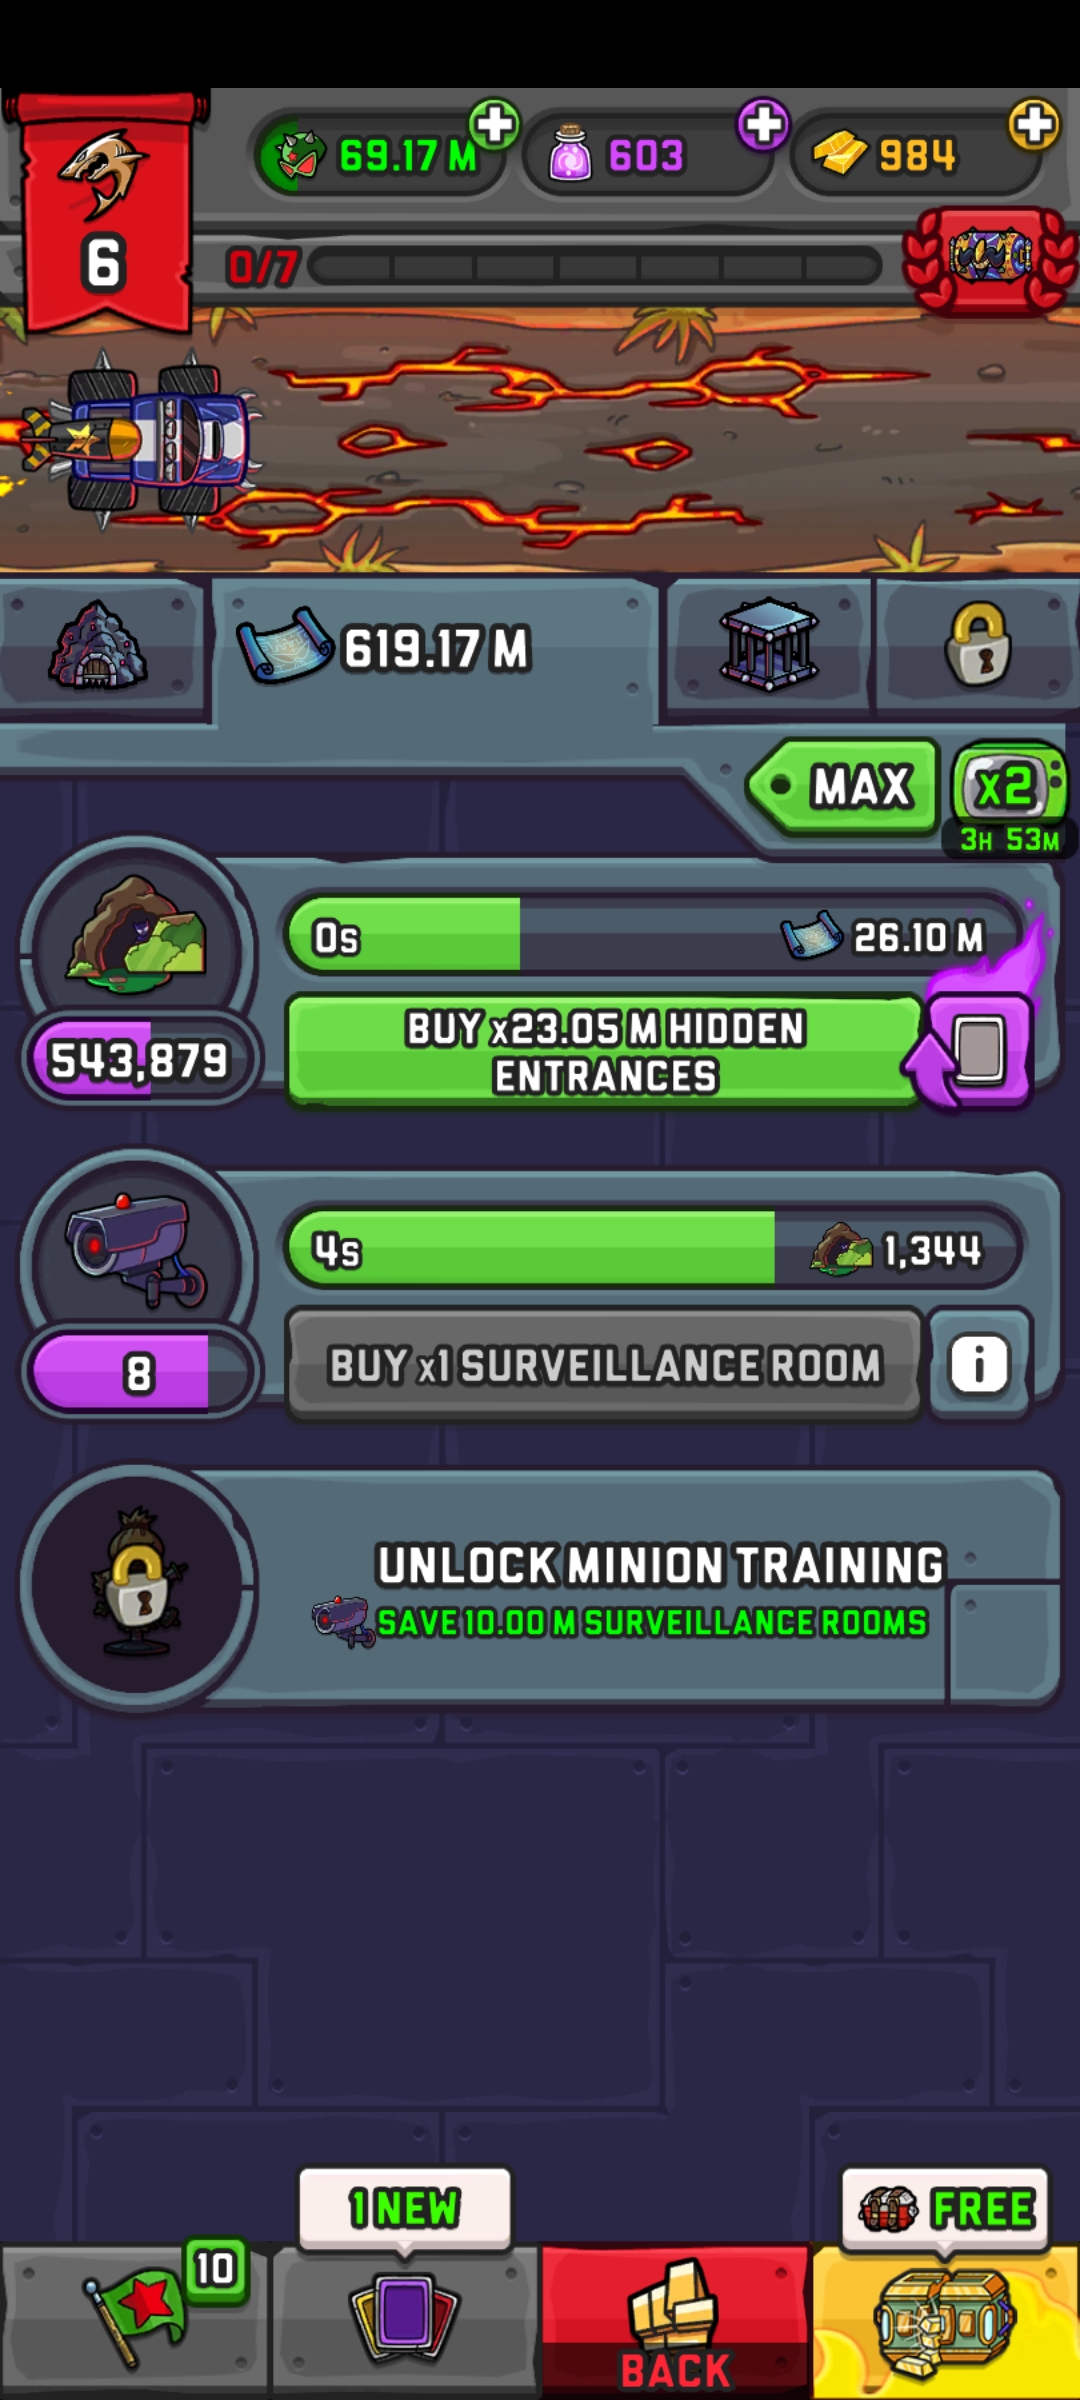 69.17 M
603
984
6
0/7
619.17 M
MAX
x2
3H 53M
0s
26.10 M
543,879
BUY x23.05 M HIDDEN
ENTRANCES
4s
1,344
8
BUY x1 SURVEILLANCE ROOM
i
UNLOCK MINION TRAINING
SAVE 10.00 M SURVEILLANCE ROOMS
1 NEW
FREE
10
BACK